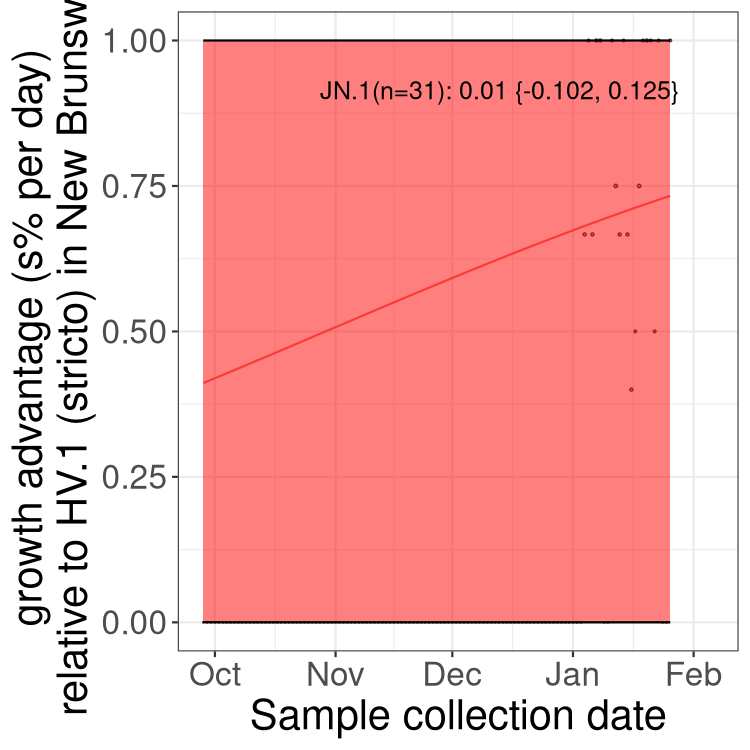 growth advantage (s% per day)
relative to HV.1 (stricto) in New Brunsw
1.00
0.75
0.50
0.25
0.00
JN.1(n=31): 0.01 {-0.102, 0.125}
Oct
Nov
Dec
Jan
Feb
Sample collection date